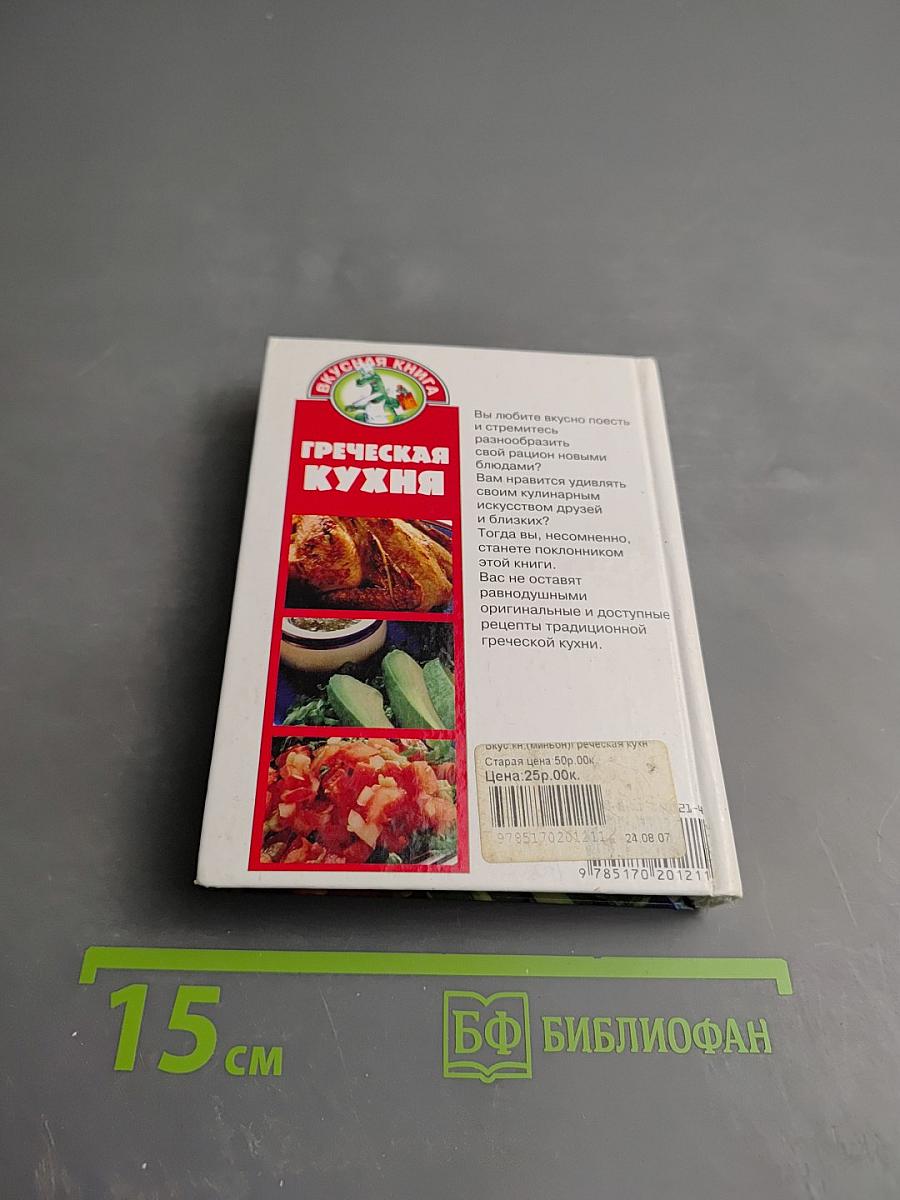 ВКУСНАЯ КНИГА
ГРЕЧЕСКАЯ
КУХНЯ
Вы любите вкусно поесть
и стремитесь
разнообразить
свой рацион новыми
блюдами?
Вам нравится удивлять
своим кулинарным
искусством друзей
и близких?
Тогда вы, несомненно,
станете поклонником
этой книги.
Вас не оставят
равнодушными
оригинальные и доступные
рецепты традиционной
греческой кухни.
Вкус.кн.(миньон)Греческая кухн
Старая цена 50р.00к.
Цена:25р.00к.
9785170201211
24.08.07
21-4
9 785170 201211
15 см
БФ БИБЛИОФАН